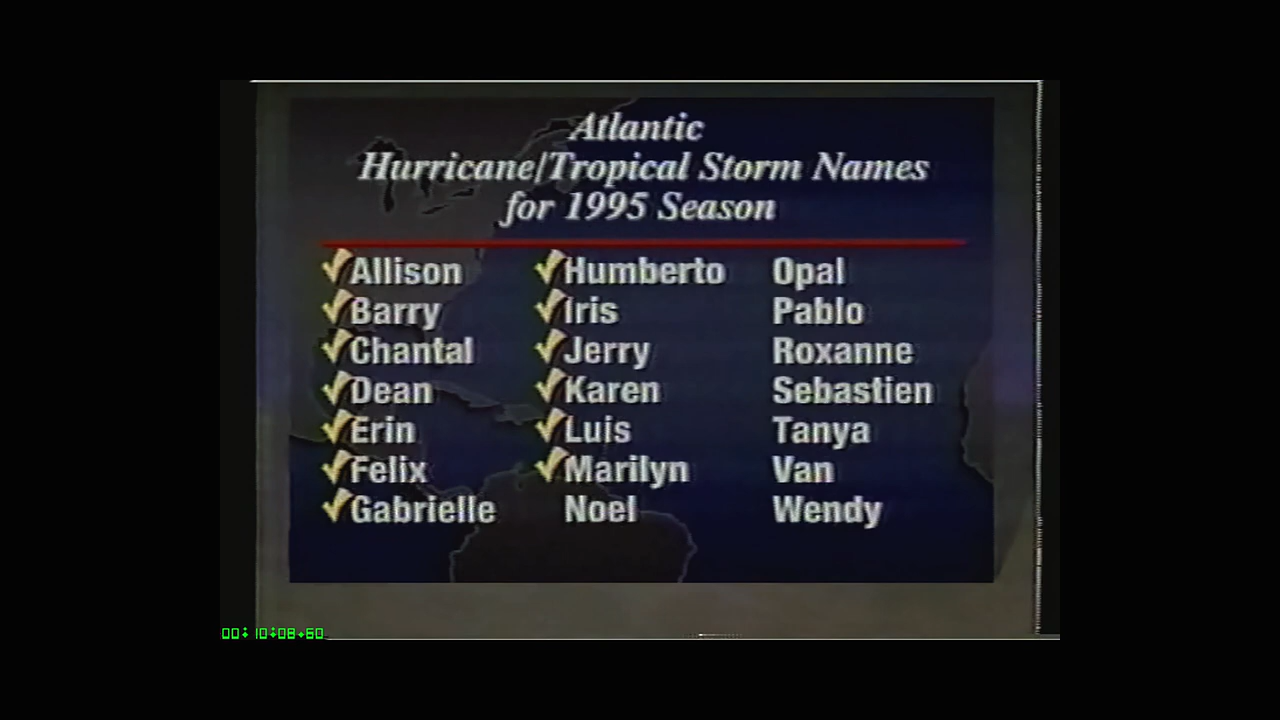 Atlantic
Hurricane/Tropical Storm Names
for 1995 Season
✓Allison
✓Barry
✓Chantal
✓Dean
✓Erin
✓Felix
✓Gabrielle
✓Humberto
✓Iris
✓Jerry
✓Karen
✓Luis
✓Marilyn
Noel
Opal
Pablo
Roxanne
Sebastien
Tanya
Van
Wendy
00:10:08+60